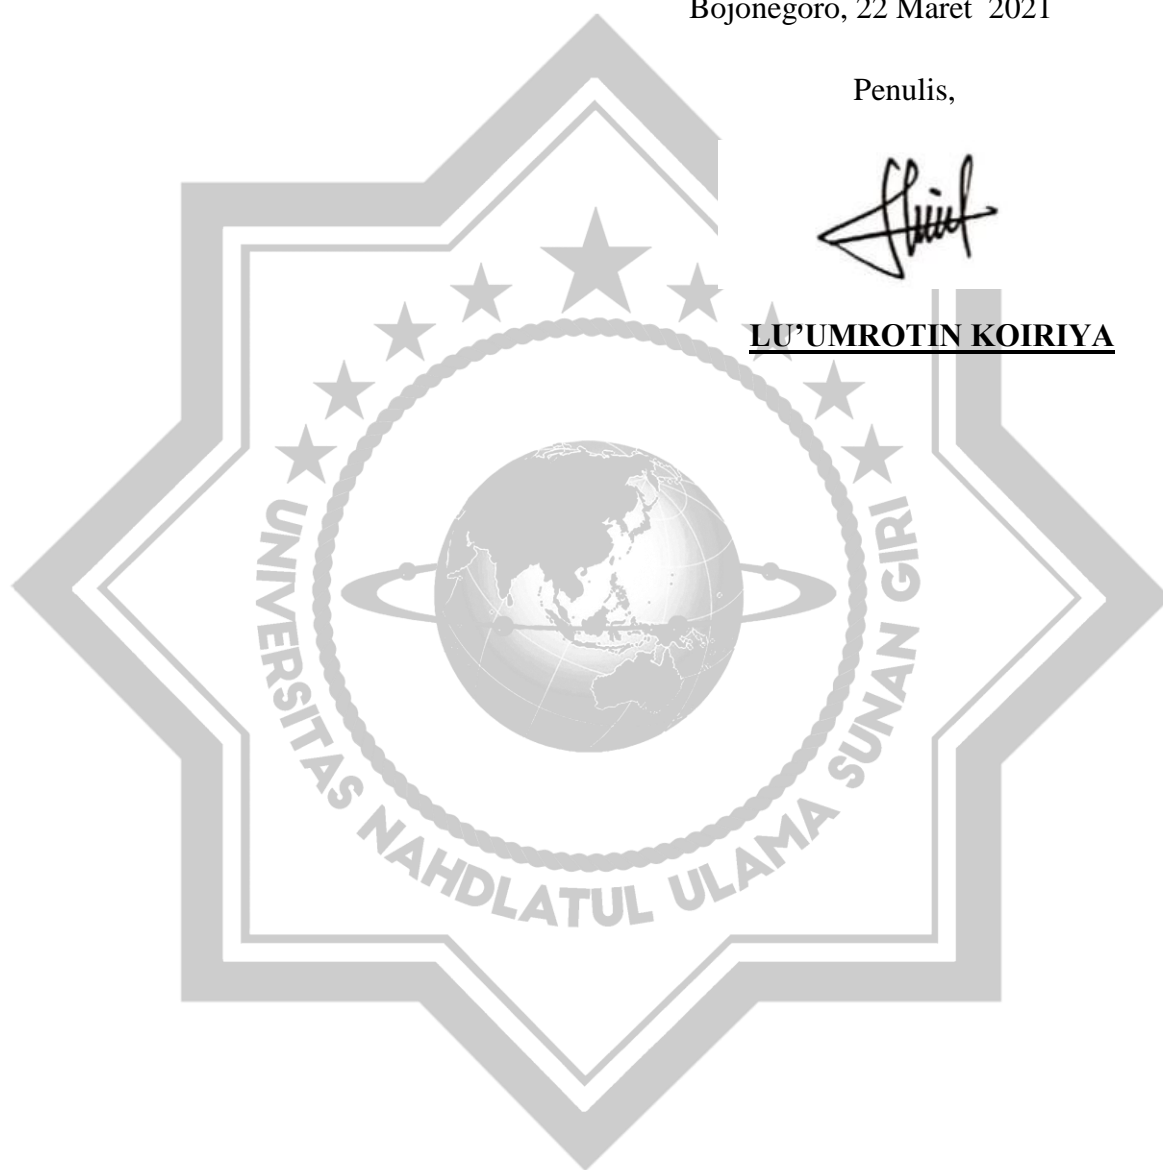 Bojonegoro, 22 Maret 2021
Penulis,
LU’UMROTIN KOIRIYA
UNIVERSITAS NAHDLATUL ULAMA SUNAN GIRI